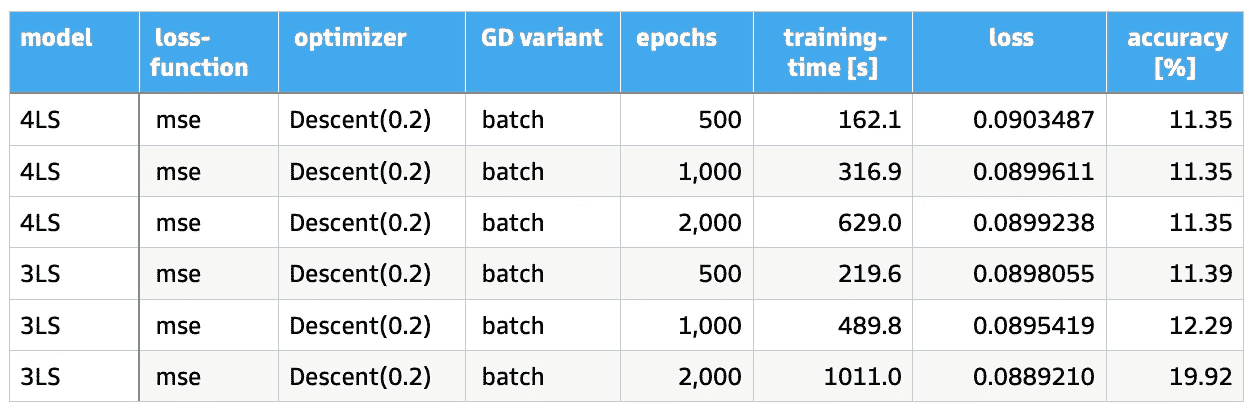 model loss-function optimizer GD variant epochs training-time [s] loss accuracy [%]
4LS mse Descent(0.2) batch 500 162.1 0.0903487 11.35
4LS mse Descent(0.2) batch 1,000 316.9 0.0899611 11.35
4LS mse Descent(0.2) batch 2,000 629.0 0.0899238 11.35
3LS mse Descent(0.2) batch 500 219.6 0.0898055 11.39
3LS mse Descent(0.2) batch 1,000 489.8 0.0895419 12.29
3LS mse Descent(0.2) batch 2,000 1011.0 0.0889210 19.92